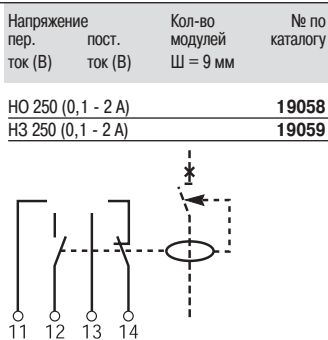 Напряжение Кол-во № по
пер. пост. модулей каталогу
ток (В) ток (В) Ш = 9 мм
НО 250 (0,1 - 2 А) 19058
НЗ 250 (0,1 - 2 А) 19059
11 12 13 14